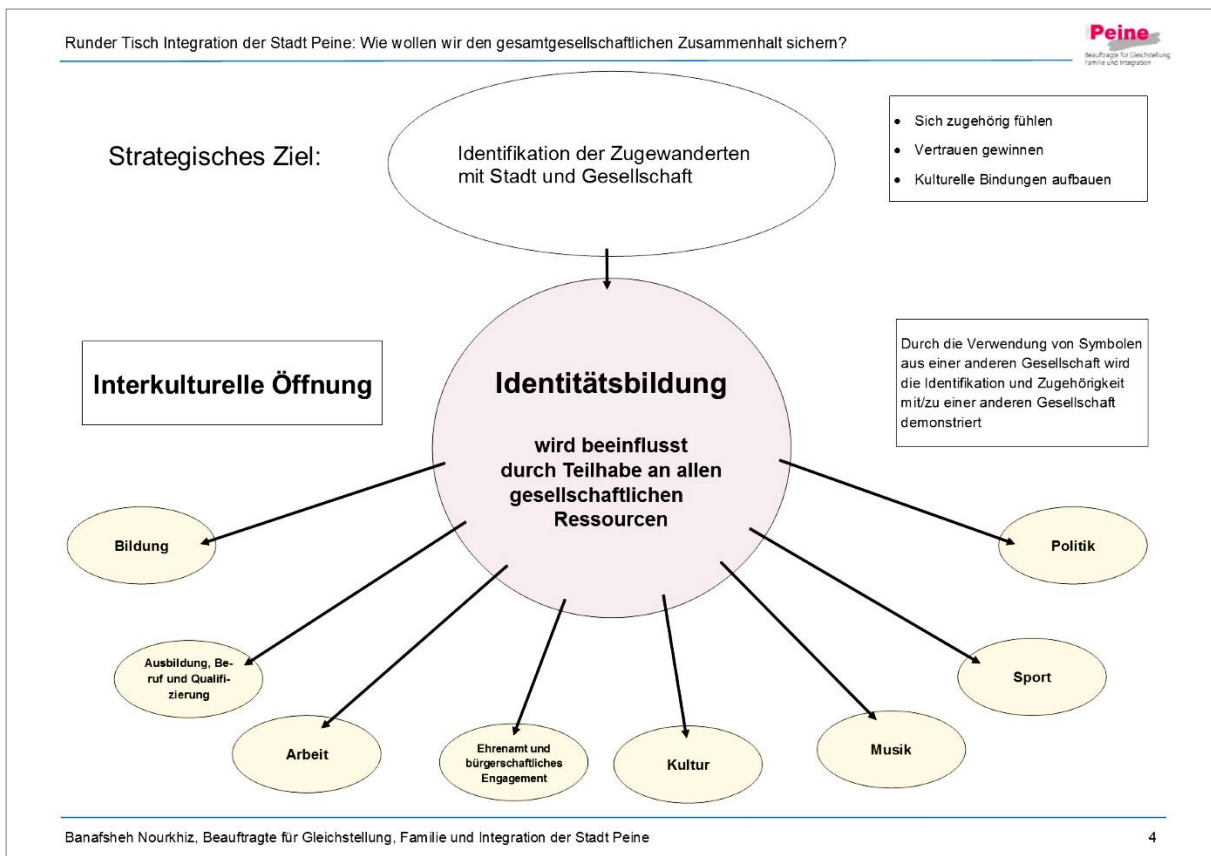 Runder Tisch Integration der Stadt Peine: Wie wollen wir den gesamtgesellschaftlichen Zusammenhalt sichern?
Peine
Beauftragte für Gleichstellung,
Familie und Integration
Strategisches Ziel:
Identifikation der Zugewanderten
mit Stadt und Gesellschaft
• Sich zugehörig fühlen
• Vertrauen gewinnen
• Kulturelle Bindungen aufbauen
Interkulturelle Öffnung
Identitätsbildung
wird beeinflusst
durch Teilhabe an allen
gesellschaftlichen
Ressourcen
Durch die Verwendung von Symbolen
aus einer anderen Gesellschaft wird
die Identifikation und Zugehörigkeit
mit/zu einer anderen Gesellschaft
demonstriert
Bildung
Ausbildung, Be-
ruf und Qualifi-
zierung
Arbeit
Ehrenamt und
bürgerschaftliches
Engagement
Kultur
Musik
Sport
Politik
Banafsheh Nourkhiz, Beauftragte für Gleichstellung, Familie und Integration der Stadt Peine
4